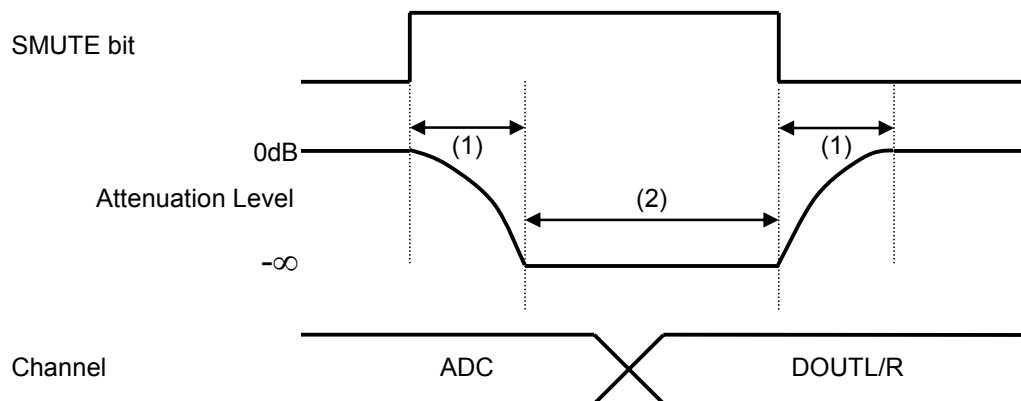 SMUTE bit
(1)
(1)
0dB
Attenuation Level
(2)
-∞
Channel
ADC
DOUTL/R